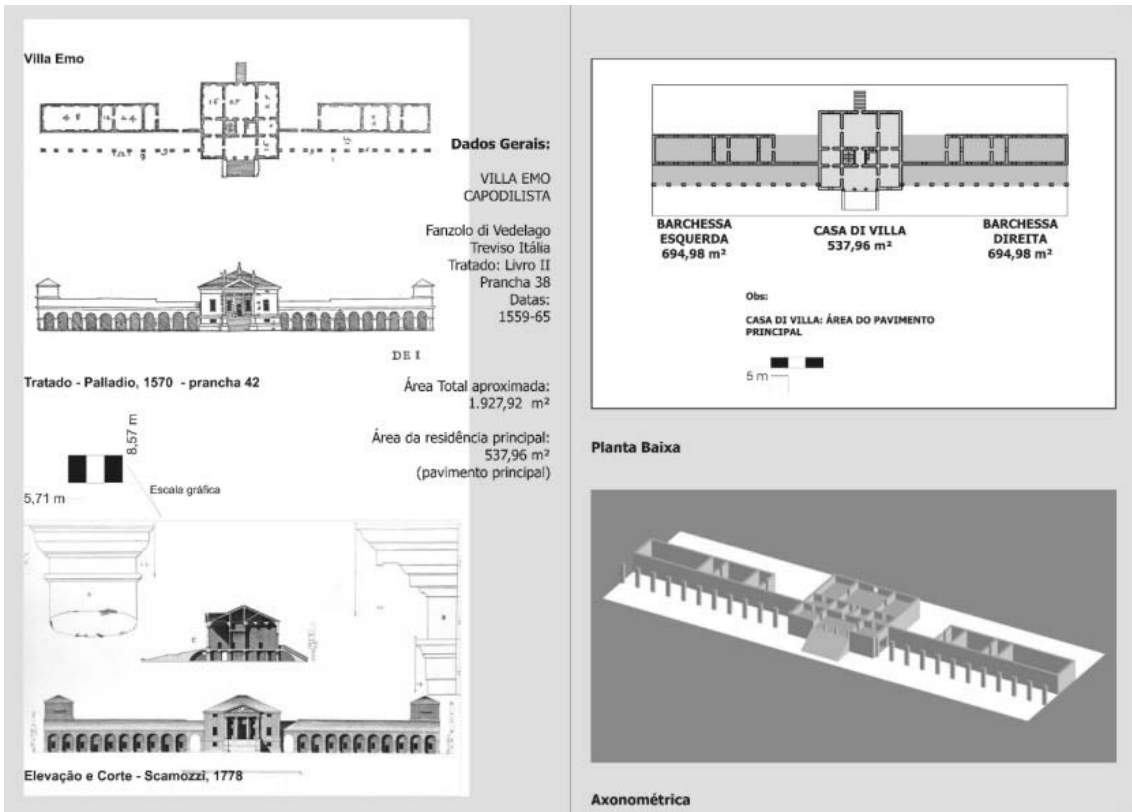 Villa Emo
Dados Gerais:
VILLA EMO
CAPODILISTA
Fanzolo di Vedelago
Treviso Itália
Tratado: Livro II
Prancha 38
Datas:
1559-65
DE I
Tratado - Palladio, 1570 - prancha 42
Área Total aproximada:
1.927,92 m²
Área da residência principal:
537,96 m²
(pavimento principal)
8,57 m
5,71 m
Escala gráfica
Elevação e Corte - Scamozzi, 1778
BARCHESSA
ESQUERDA
694,98 m²
CASA DI VILLA
537,96 m²
BARCHESSA
DIREITA
694,98 m²
Obs:
CASA DI VILLA: ÁREA DO PAVIMENTO
PRINCIPAL
5 m
Planta Baixa
Axonométrica